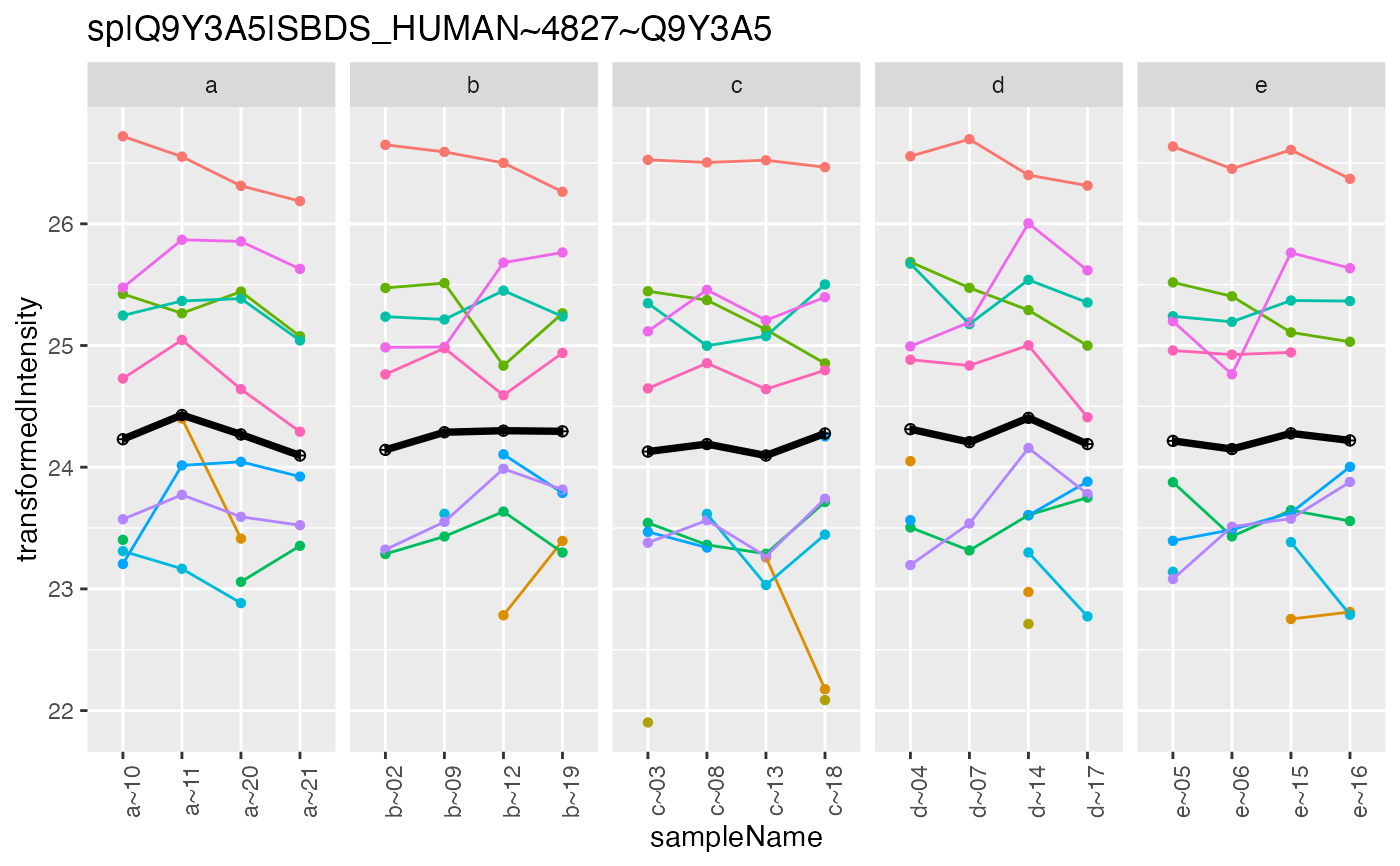 sp|Q9Y3A5|SBDS_HUMAN~4827~Q9Y3A5
a b c d e
transformedIntensity
26
25
24
23
22
a~10 a~11 a~20 a~21 b~02 b~09 b~12 b~19 c~03 c~08 c~13 c~18 d~04 d~07 d~14 d~17 e~05 e~06 e~15 e~16
sampleName